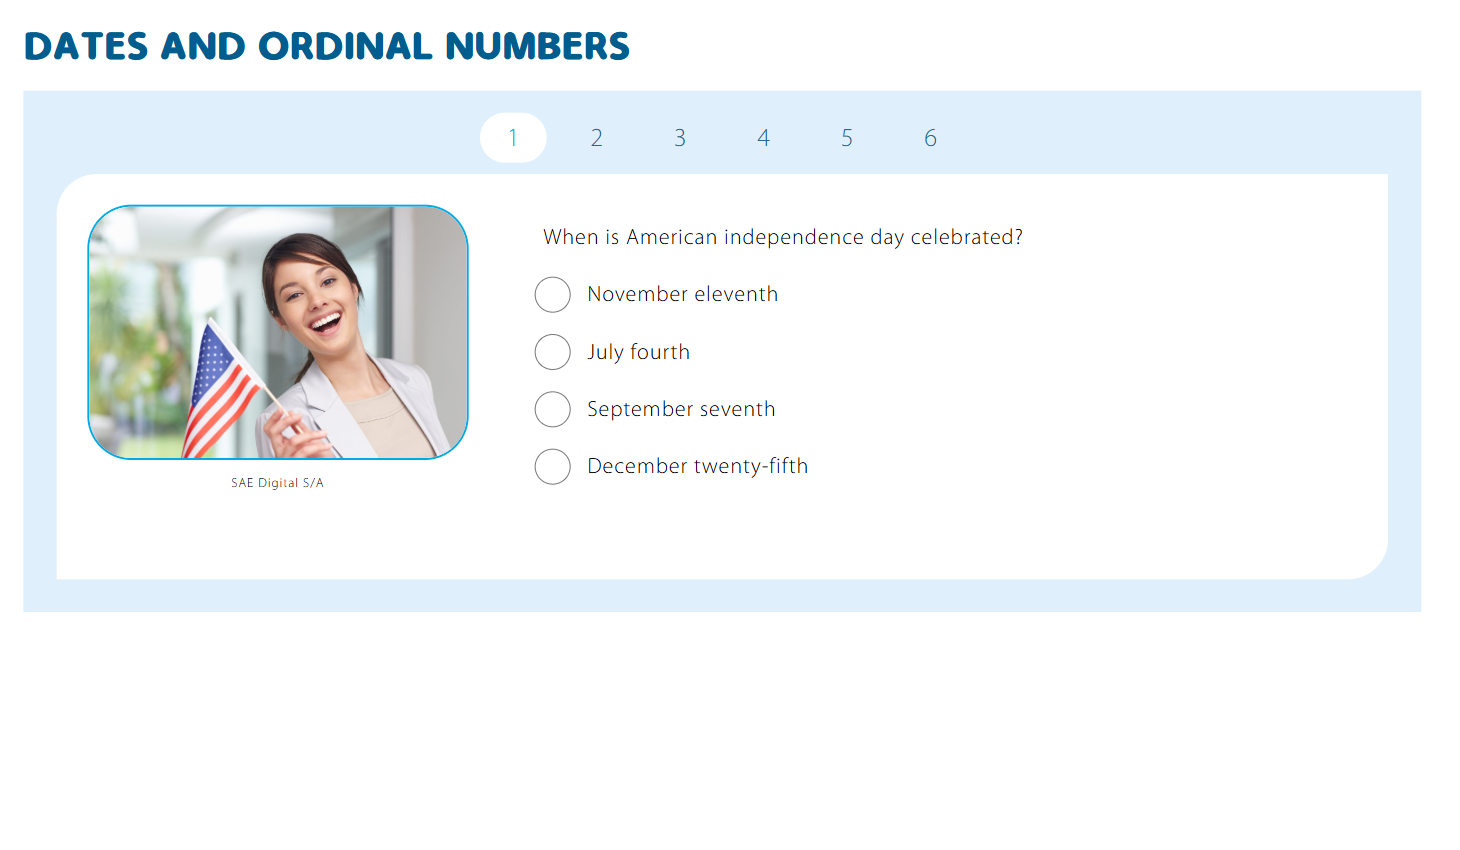 DATES AND ORDINAL NUMBERS
1 2 3 4 5 6
When is American independence day celebrated?
November eleventh
July fourth
September seventh
December twenty-fifth
SAE Digital S/A